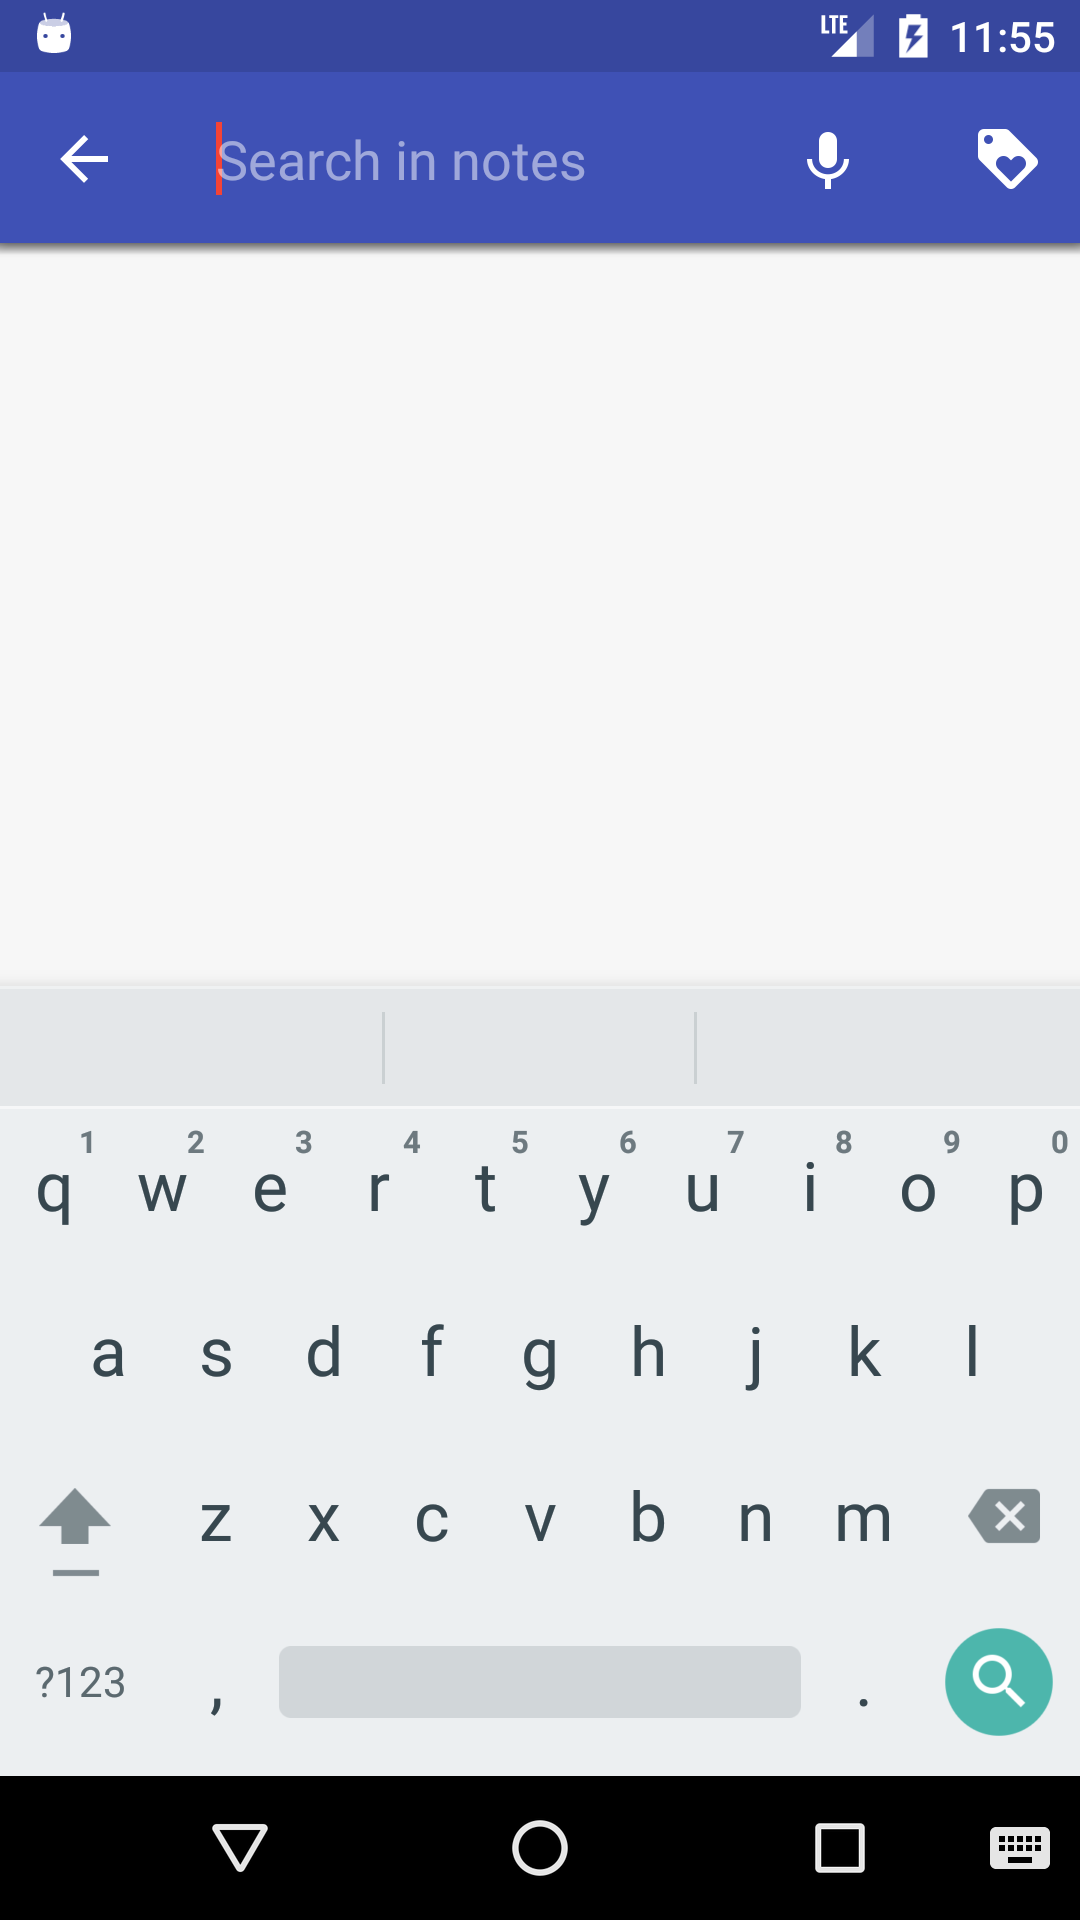 LTE 11:55
Search in notes
1 2 3 4 5 6 7 8 9 0
q w e r t y u i o p
a s d f g h j k l
z x c v b n m
?123 , .